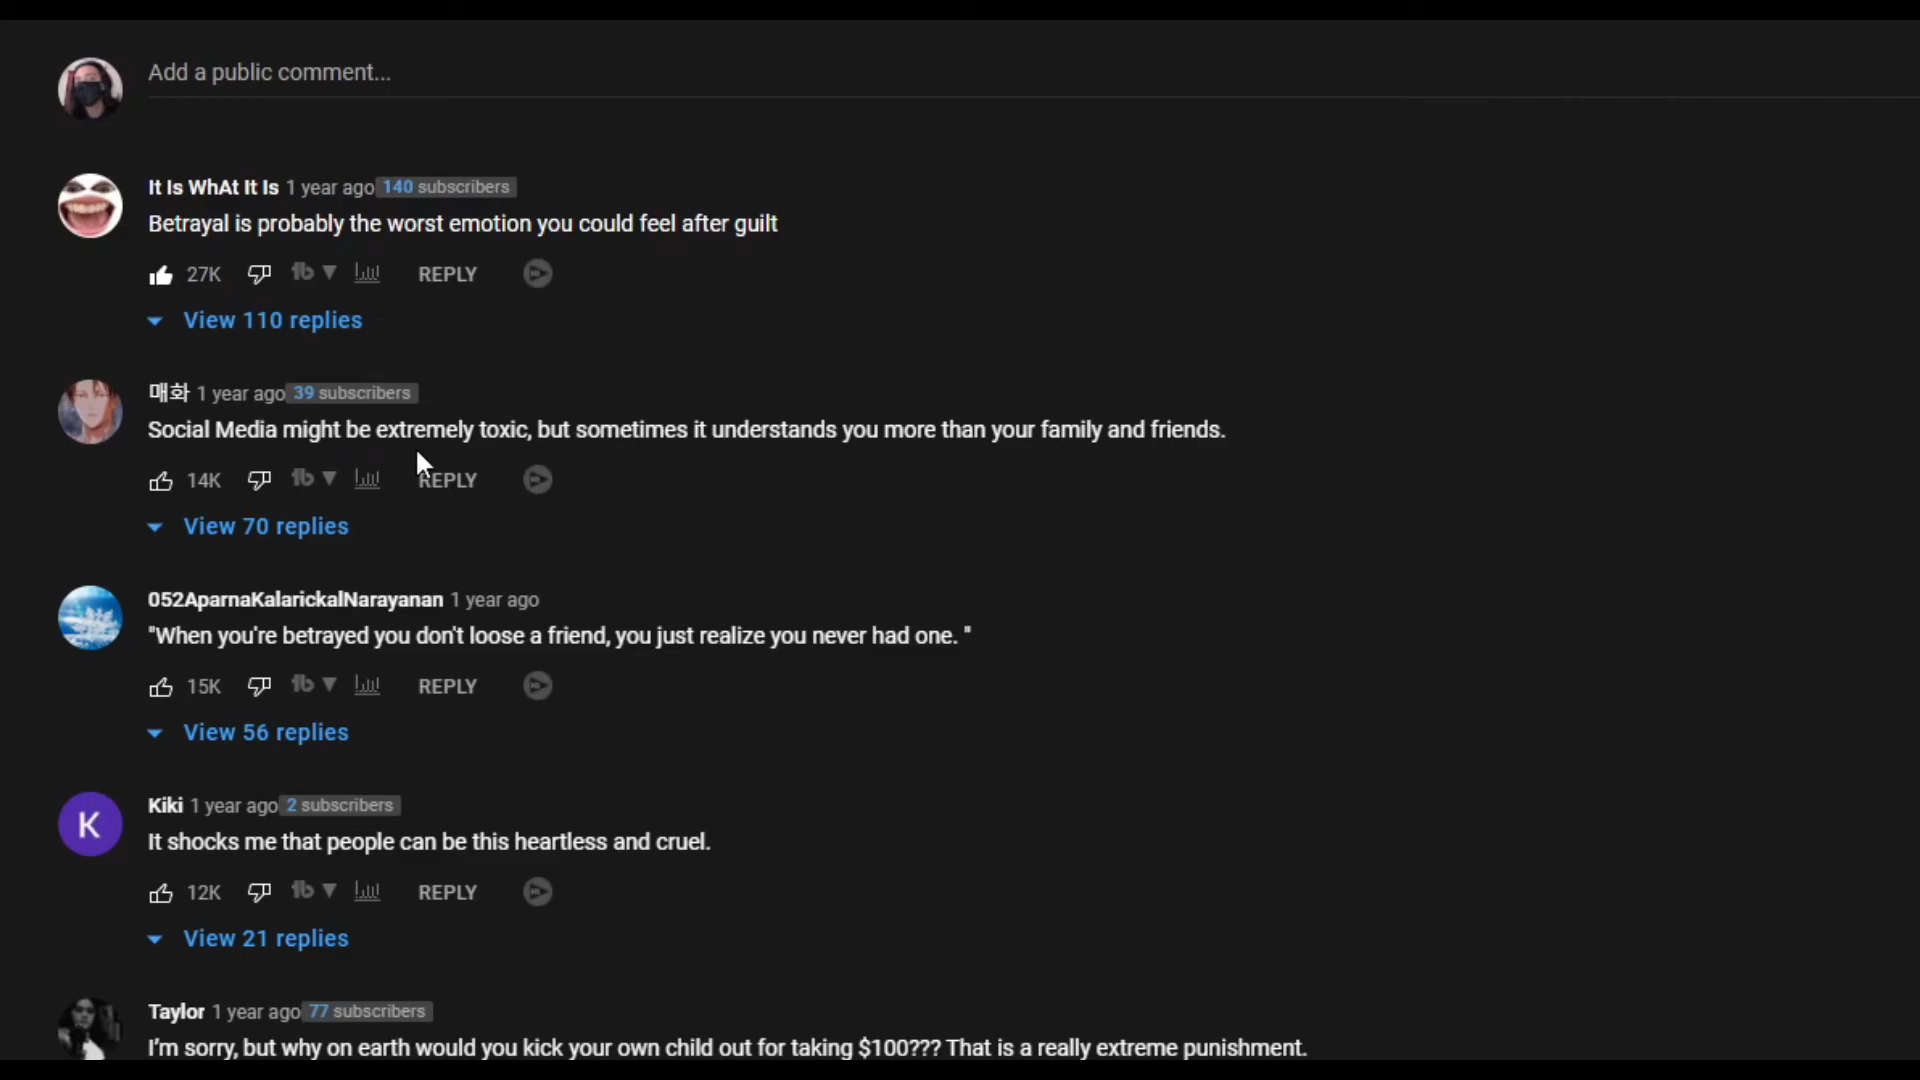 Add a public comment...
It Is WhAt It Is 1 year ago 140 subscribers
Betrayal is probably the worst emotion you could feel after guilt
27K REPLY
View 110 replies
매화 1 year ago 39 subscribers
Social Media might be extremely toxic, but sometimes it understands you more than your family and friends.
14K REPLY
View 70 replies
052AparnaKalarickalNarayanan 1 year ago
"When you're betrayed you don't loose a friend, you just realize you never had one. "
15K REPLY
View 56 replies
K
Kiki 1 year ago 2 subscribers
It shocks me that people can be this heartless and cruel.
12K REPLY
View 21 replies
Taylor 1 year ago 77 subscribers
I'm sorry, but why on earth would you kick your own child out for taking $100??? That is a really extreme punishment.